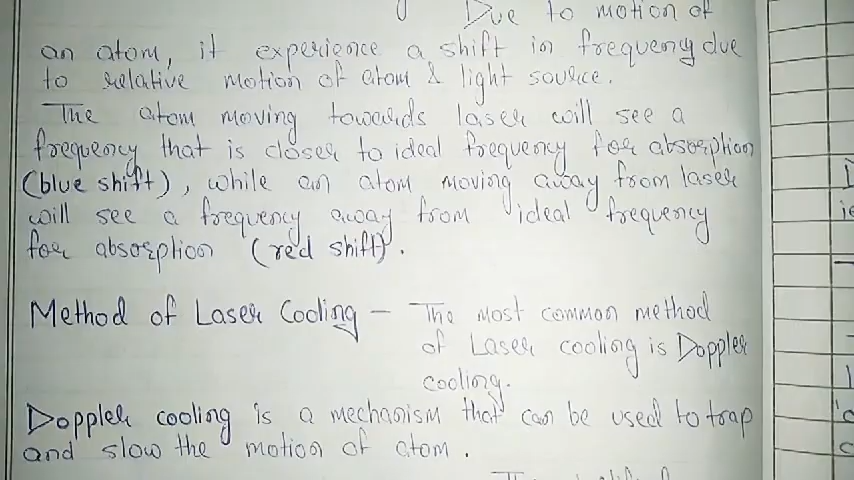 Due to motion of
an atom, it experience a shift in frequency due
to relative motion of atom & light source.
The atom moving towards laser will see a
frequency that is closer to ideal frequency for absorption
(blue shift), while an atom moving away from laser
will see a frequency away from ideal frequency
for absorption (red shift).
Method of Laser Cooling - The most common method
of Laser cooling is Doppler
cooling.
Doppler cooling is a mechanism that can be used to trap
and slow the motion of atom.